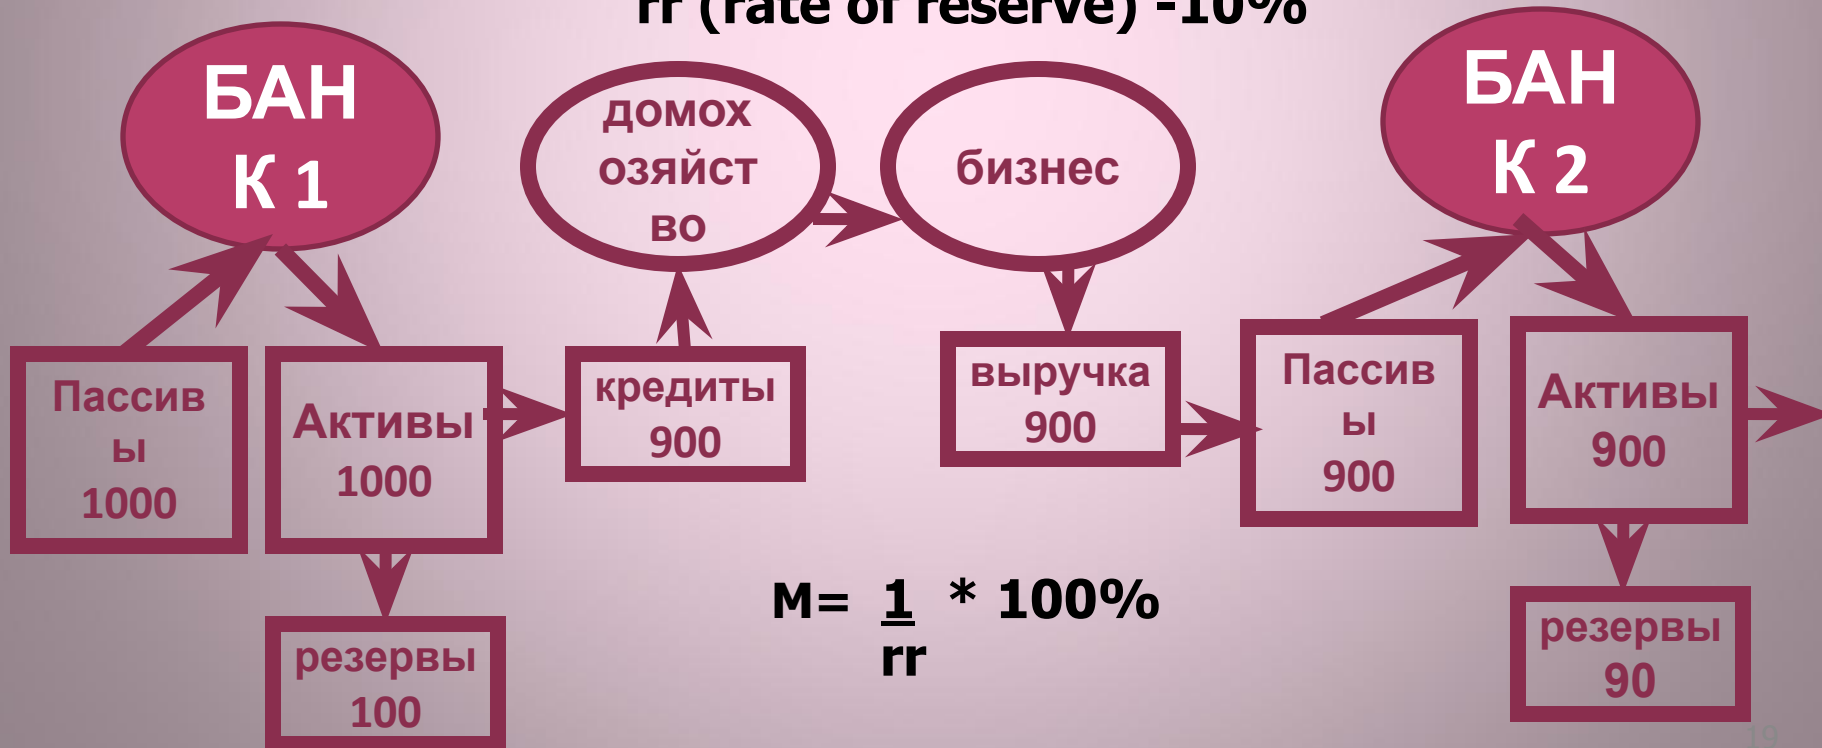 rr (rate of reserve) -10%
БАН
К 1
домох
озяйст
во
бизнес
БАН
К 2
Пассив
ы
1000
Активы
1000
кредиты
900
выручка
900
Пассив
ы
900
Активы
900
резервы
100
M= 1 * 100%
rr
резервы
90
19